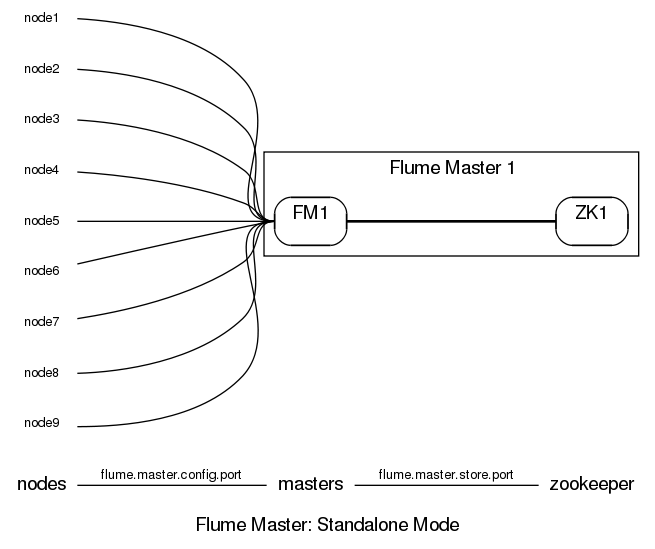 node1
node2
node3
node4
node5
node6
node7
node8
node9
Flume Master 1
FM1
ZK1
nodes flume.master.config.port masters flume.master.store.port zookeeper
Flume Master: Standalone Mode